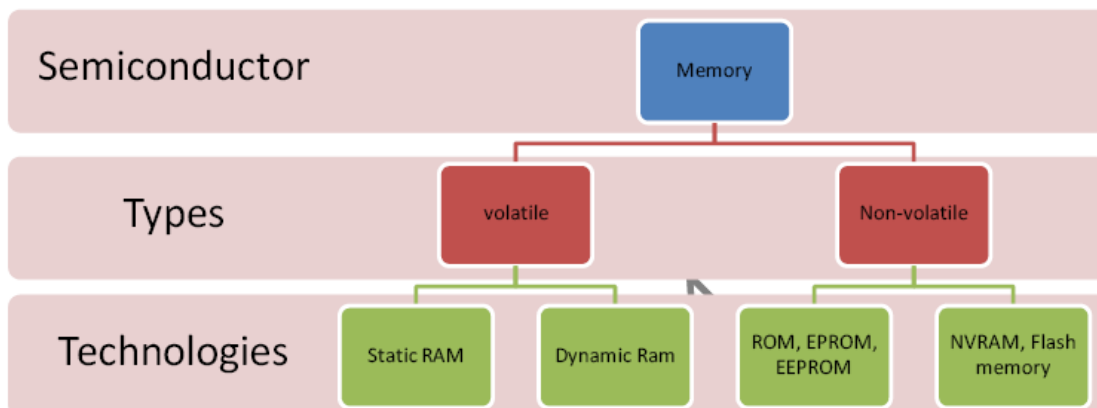 Semiconductor
Memory
Types
volatile
Non-volatile
Technologies
Static RAM
Dynamic Ram
ROM, EPROM,
EEPROM
NVRAM, Flash
memory